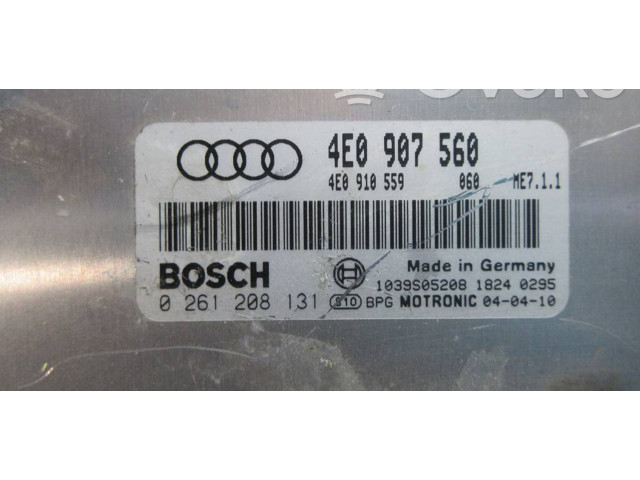 4E0 907 560
4E0 910 559 060 ME7.1.1
BOSCH
Made in Germany
1039S05208 1824 0295
0 261 208 131 S10 BPG MOTRONIC 04-04-10